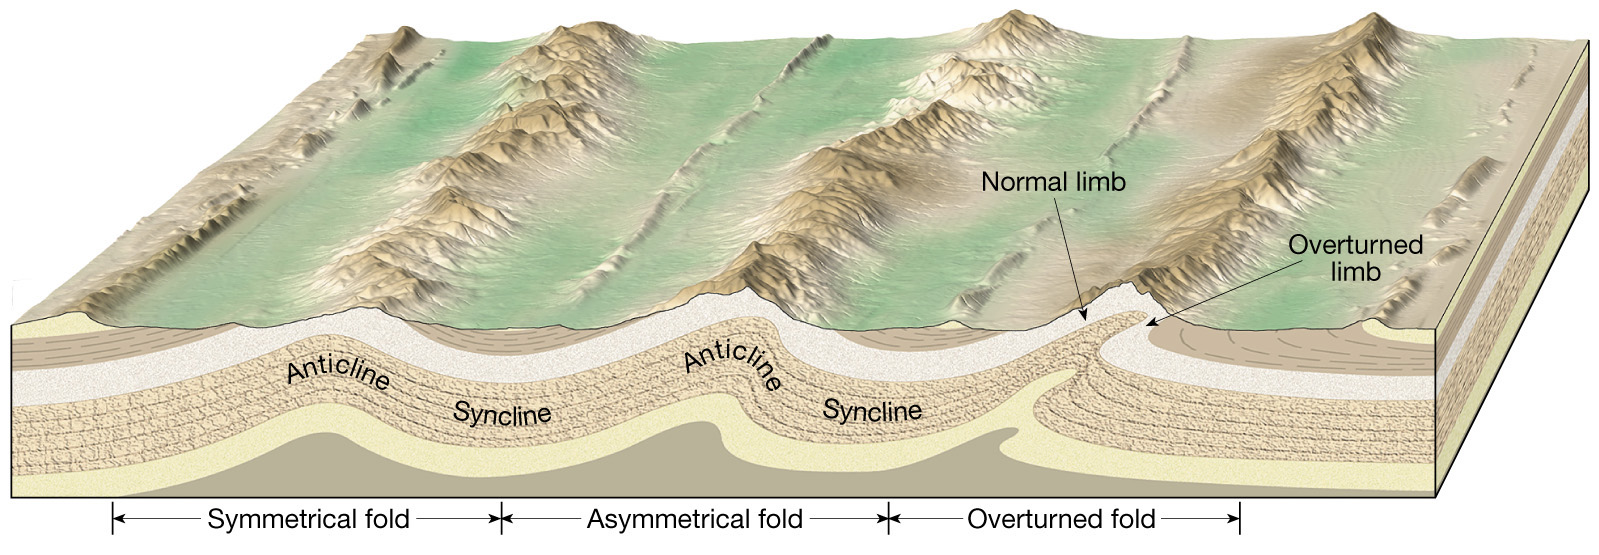 Normal limb
Overturned
limb
Anticline
Anticline
Syncline
Syncline
Symmetrical fold
Asymmetrical fold
Overturned fold